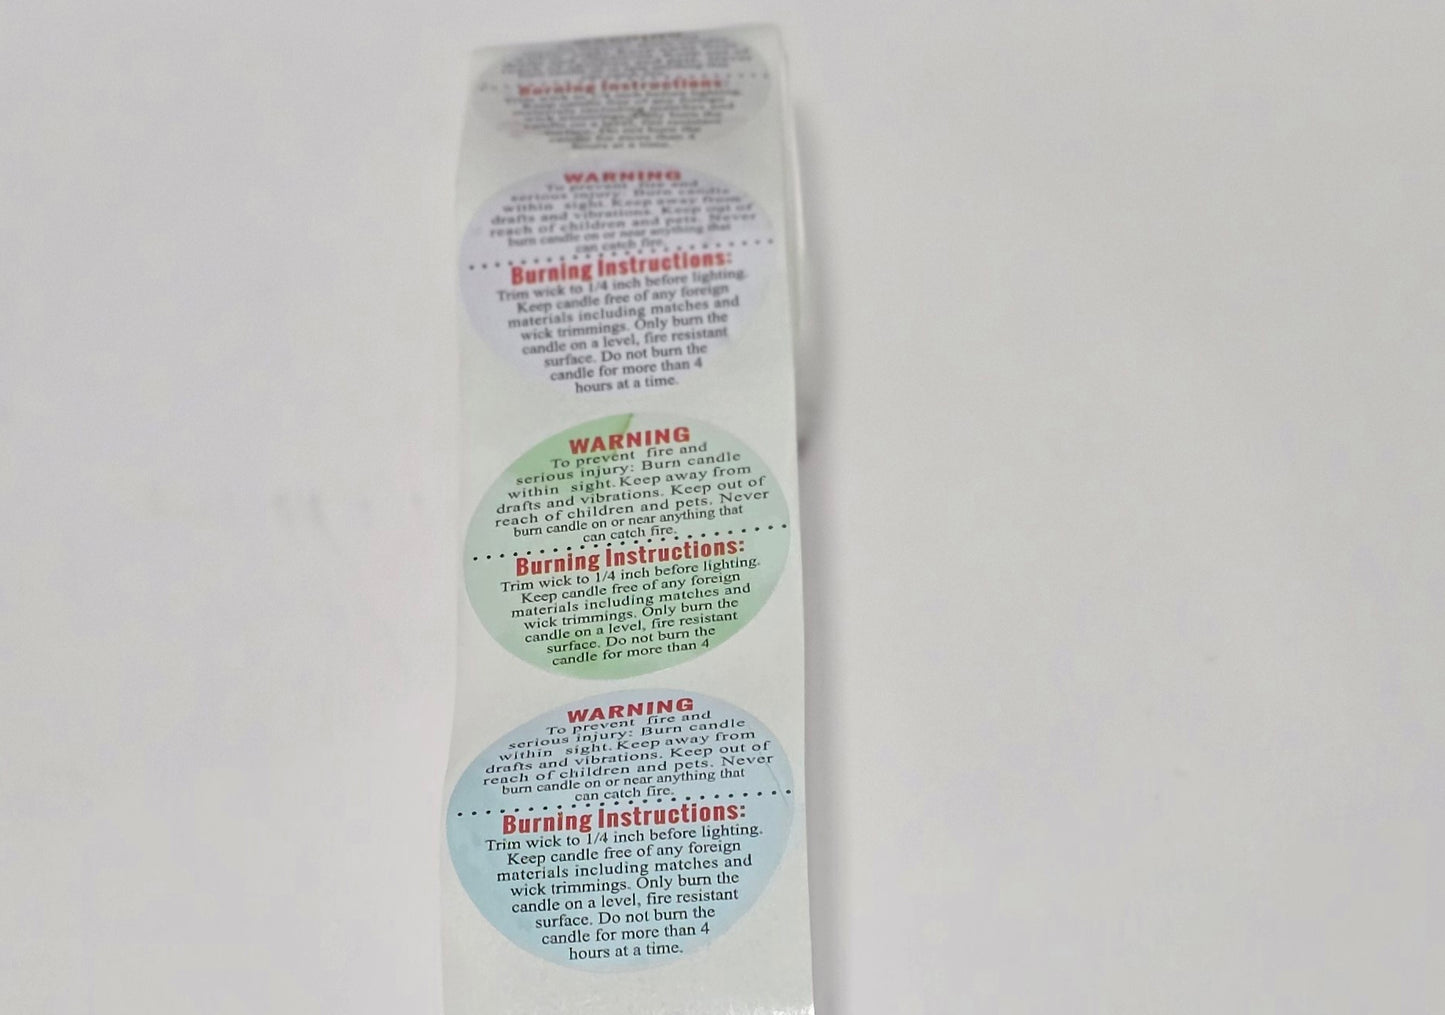 Burning Instructions:
WARNING
To prevent fire and
serious injury: Burn candle
within sight. Keep away from
drafts and vibrations. Keep out of
reach of children and pets. Never
burn candle on or near anything that
can catch fire.
Burning Instructions:
Trim wick to 1/4 inch before lighting.
Keep candle free of any foreign
materials including matches and
wick trimmings. Only burn the
candle on a level, fire resistant
surface. Do not burn the
candle for more than 4
hours at a time.
WARNING
To prevent fire and
serious injury: Burn candle
within sight. Keep away from
drafts and vibrations. Keep out of
reach of children and pets. Never
burn candle on or near anything that
can catch fire.
Burning Instructions:
Trim wick to 1/4 inch before lighting.
Keep candle free of any foreign
materials including matches and
wick trimmings. Only burn the
candle on a level, fire resistant
surface. Do not burn the
candle for more than 4
WARNING
To prevent fire and
serious injury: Burn candle
within sight. Keep away from
drafts and vibrations. Keep out of
reach of children and pets. Never
burn candle on or near anything that
can catch fire.
Burning Instructions:
Trim wick to 1/4 inch before lighting.
Keep candle free of any foreign
materials including matches and
wick trimmings. Only burn the
candle on a level, fire resistant
surface. Do not burn the
candle for more than 4
hours at a time.